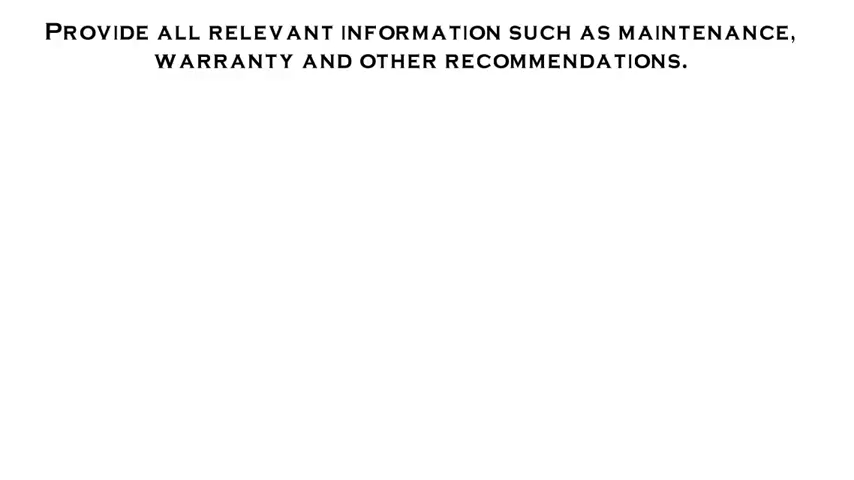 Provide all relevant information such as maintenance,
warranty and other recommendations.